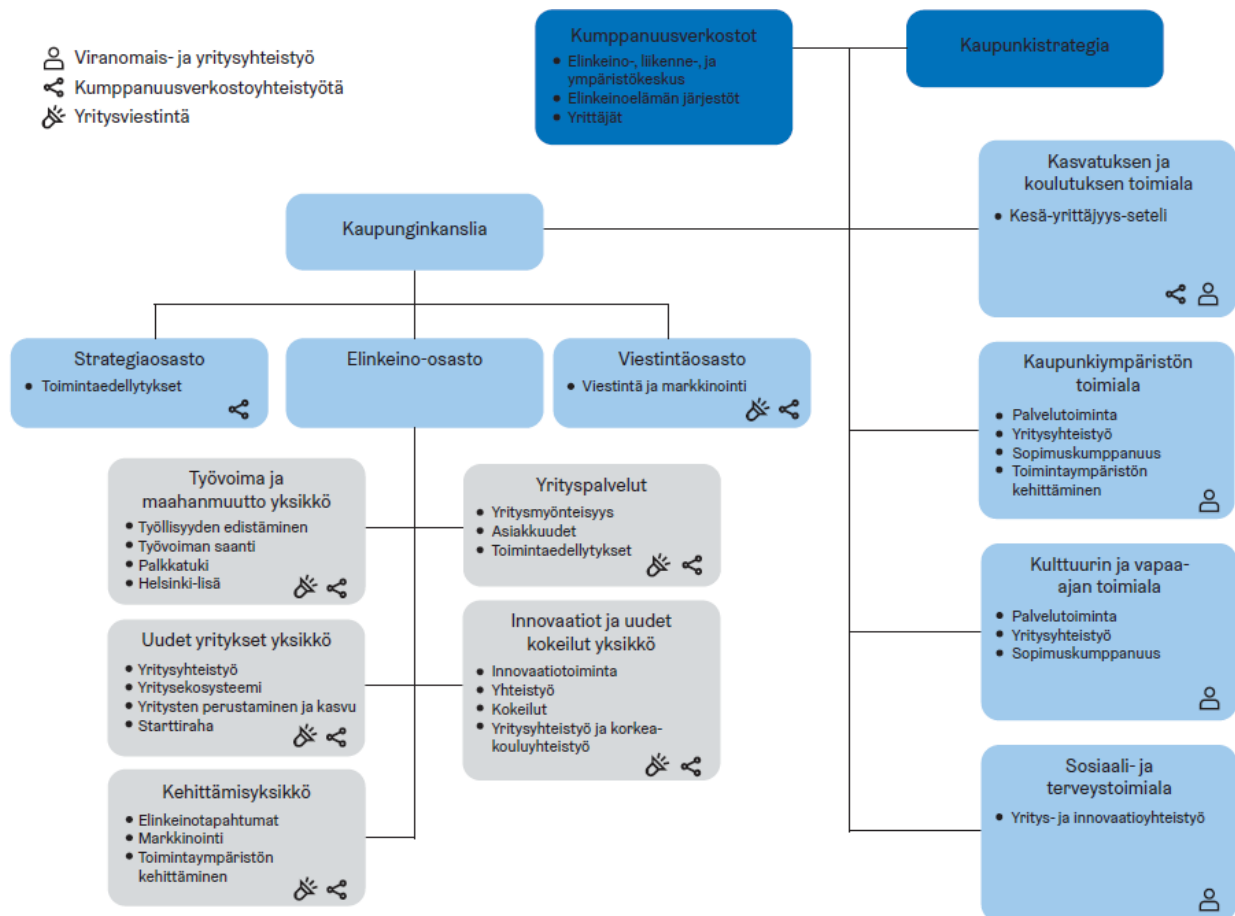 Viranomais- ja yritysyhteistyö
Kumppanuusverkostoyhteistyötä
Yritysviestintä
Kumppanuusverkostot
• Elinkeino-, liikenne-, ja
ympäristökeskus
• Elinkeinoelämän järjestöt
• Yrittäjät
Kaupunkistrategia
Kasvatuksen ja
koulutuksen toimiala
• Kesä-yrittäjyys-seteli
Kaupunginkanslia
Strategiaosasto
• Toimintaedellytykset
Elinkeino-osasto
Viestintäosasto
• Viestintä ja markkinointi
Kaupunkiympäristön
toimiala
• Palvelutoiminta
• Yritysyhteistyö
• Sopimuskumppanuus
• Toimintaympäristön
kehittäminen
Työvoima ja
maahanmuutto yksikkö
• Työllisyyden edistäminen
• Työvoiman saanti
• Palkkatuki
• Helsinki-lisä
Yrityspalvelut
• Yritysmyönteisyys
• Asiakkuudet
• Toimintaedellytykset
Kulttuurin ja vapaa-
ajan toimiala
• Palvelutoiminta
• Yritysyhteistyö
• Sopimuskumppanuus
Uudet yritykset yksikkö
• Yritysyhteistyö
• Yritysekosysteemi
• Yritysten perustaminen ja kasvu
• Starttiraha
Innovaatiot ja uudet
kokeilut yksikkö
• Innovaatiotoiminta
• Yhteistyö
• Kokeilut
• Yritysyhteistyö ja korkea-
kouluyhteistyö
Kehittämisyksikkö
• Elinkeinotapahtumat
• Markkinointi
• Toimintaympäristön
kehittäminen
Sosiaali- ja
terveystoimiala
• Yritys- ja innovaatioyhteistyö